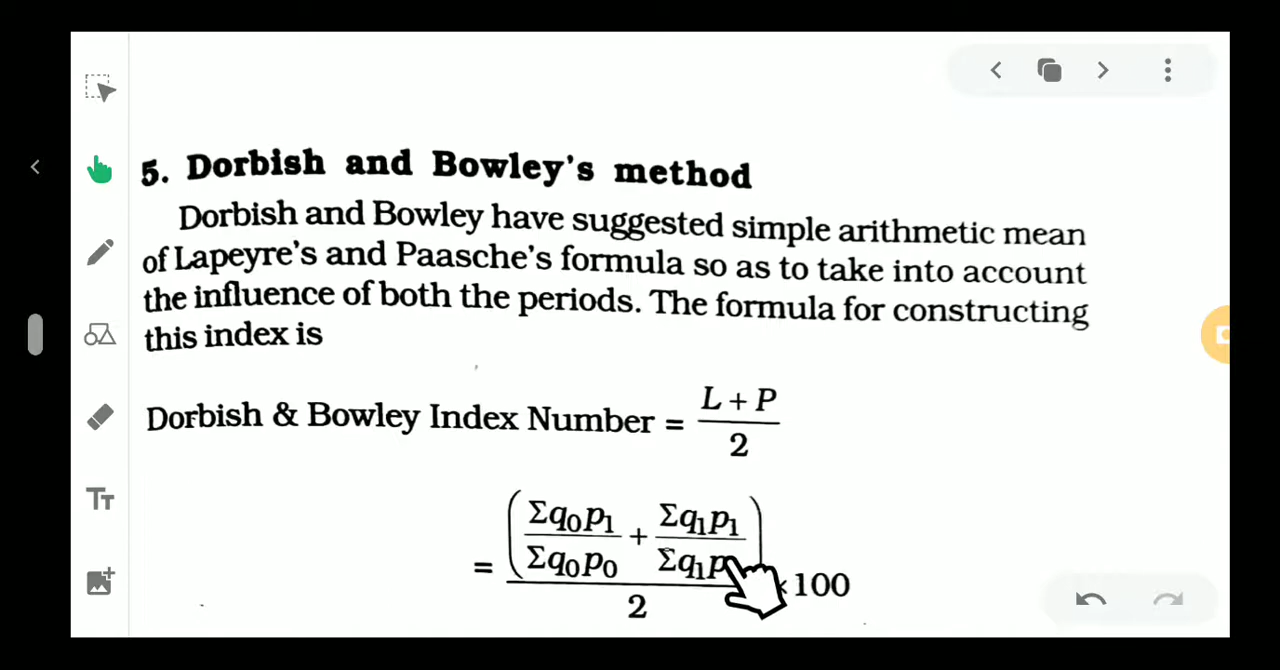 5. Dorbish and Bowley's method
Dorbish and Bowley have suggested simple arithmetic mean
of Lapeyre's and Paasche's formula so as to take into account
the influence of both the periods. The formula for constructing
this index is
Dorbish & Bowley Index Number = L + P
2
= (Σq₀p₁ + Σq₁p₁)
Σq₀p₀ Σq₁p
2
100
TT